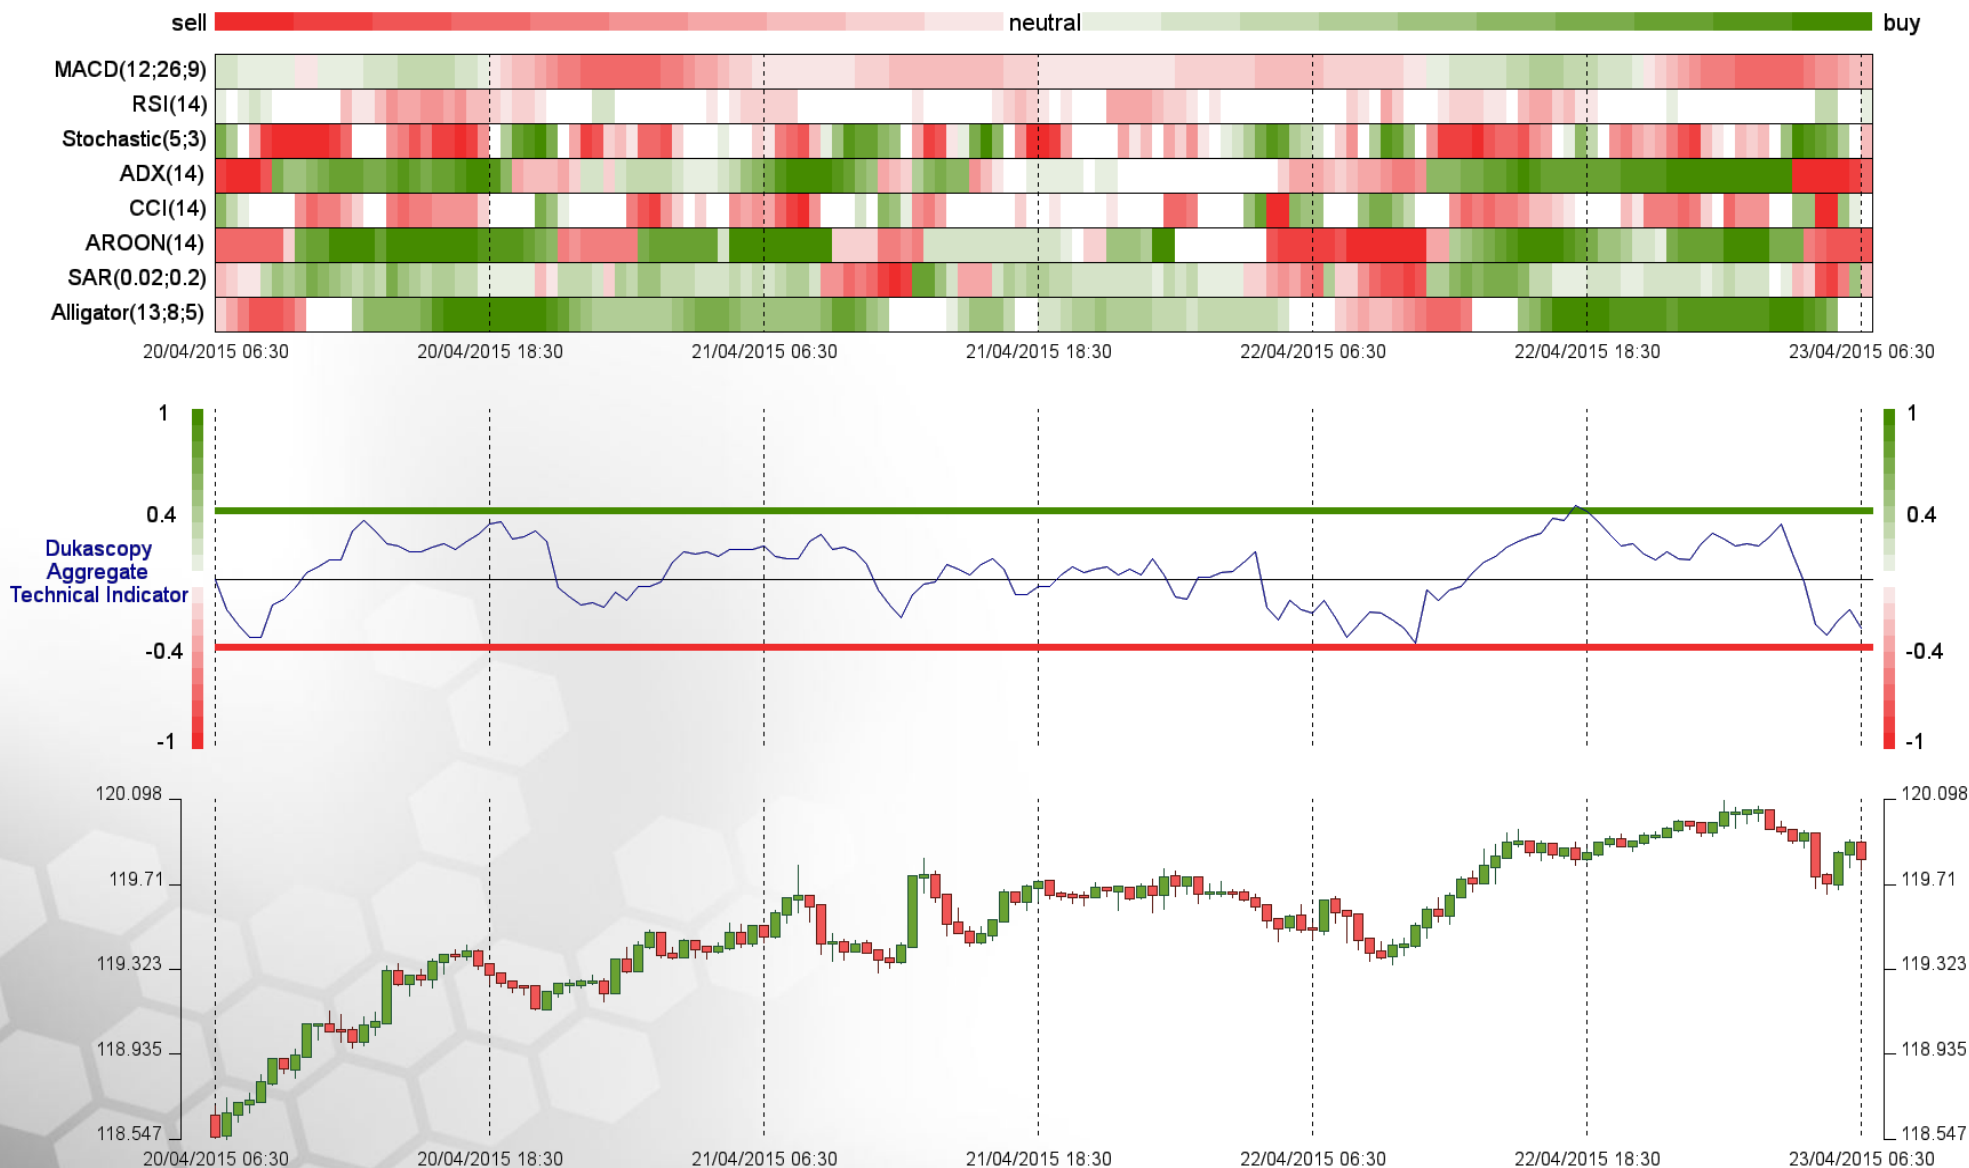 sell neutral buy
MACD(12;26;9)
RSI(14)
Stochastic(5;3)
ADX(14)
CCI(14)
AROON(14)
SAR(0.02;0.2)
Alligator(13;8;5)
20/04/2015 06:30 20/04/2015 18:30 21/04/2015 06:30 21/04/2015 18:30 22/04/2015 06:30 22/04/2015 18:30 23/04/2015 06:30
1 1
0.4 0.4
Dukascopy
Aggregate
Technical Indicator
-0.4 -0.4
-1 -1
120.098 120.098
119.71 119.71
119.323 119.323
118.935 118.935
118.547 118.547
20/04/2015 06:30 20/04/2015 18:30 21/04/2015 06:30 21/04/2015 18:30 22/04/2015 06:30 22/04/2015 18:30 23/04/2015 06:30